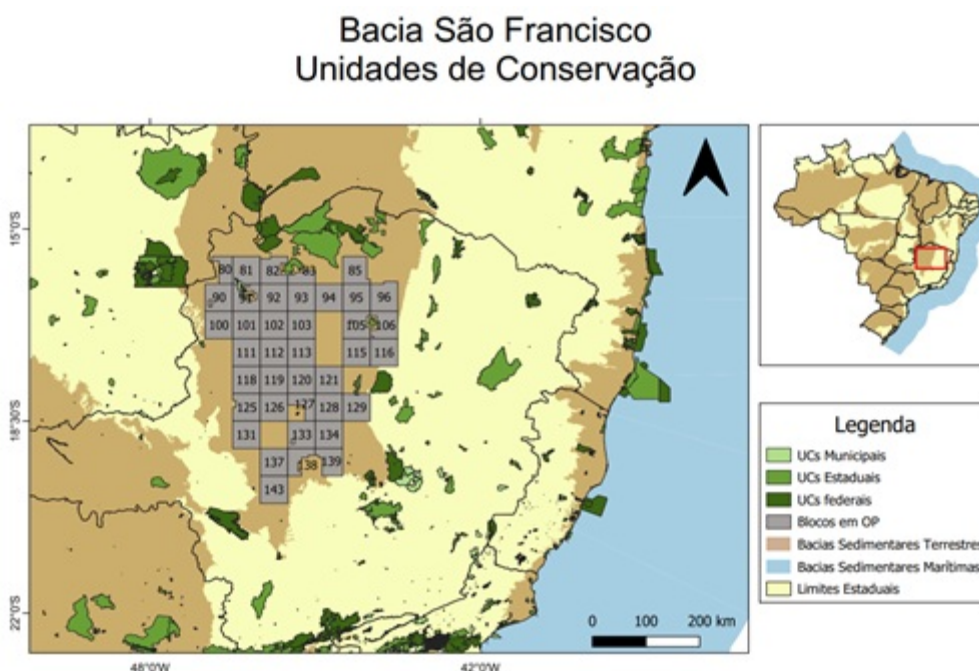 Bacia São Francisco
Unidades de Conservação
15°0'S
18°30'S
22°0'S
48°0'W
42°0'W
80 81 82 83 85
90 91 92 93 94 95 96
100 101 102 103 105 106
111 112 113 115 116
118 119 120 121
125 126 127 128 129
131 133 134
137 138 139
143
0 100 200 km
Legenda
UCs Municipais
UCs Estaduais
UCs federais
Blocos em OP
Bacias Sedimentares Terrestres
Bacias Sedimentares Marítimas
Limites Estaduais